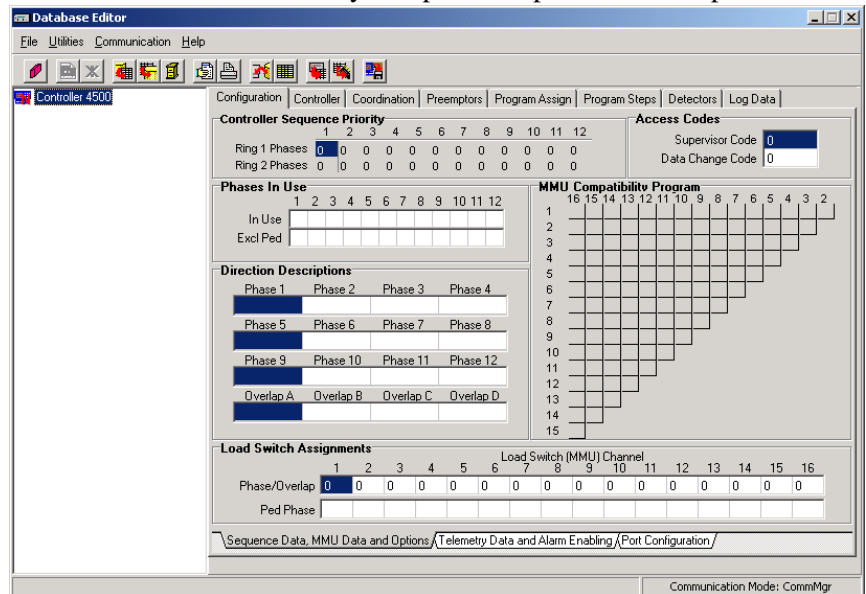 Database Editor
File Utilities Communication Help
Controller 4500
Configuration Controller Coordination Preemptors Program Assign Program Steps Detectors Log Data
Controller Sequence Priority
1 2 3 4 5 6 7 8 9 10 11 12
Ring 1 Phases 0 0 0 0 0 0 0 0 0 0 0 0
Ring 2 Phases 0 0 0 0 0 0 0 0 0 0 0 0
Access Codes
Supervisor Code 0
Data Change Code 0
Phases In Use
1 2 3 4 5 6 7 8 9 10 11 12
In Use
Excl Ped
MMU Compatibility Program
16 15 14 13 12 11 10 9 8 7 6 5 4 3 2
1
2
3
4
5
6
7
8
9
10
11
12
13
14
15
Direction Descriptions
Phase 1 Phase 2 Phase 3 Phase 4
Phase 5 Phase 6 Phase 7 Phase 8
Phase 9 Phase 10 Phase 11 Phase 12
Overlap A Overlap B Overlap C Overlap D
Load Switch Assignments
Load Switch (MMU) Channel
1 2 3 4 5 6 7 8 9 10 11 12 13 14 15 16
Phase/Overlap 0 0 0 0 0 0 0 0 0 0 0 0 0 0 0 0
Ped Phase
Sequence Data, MMU Data and Options Telemetry Data and Alarm Enabling Port Configuration
Communication Mode: CommMgr